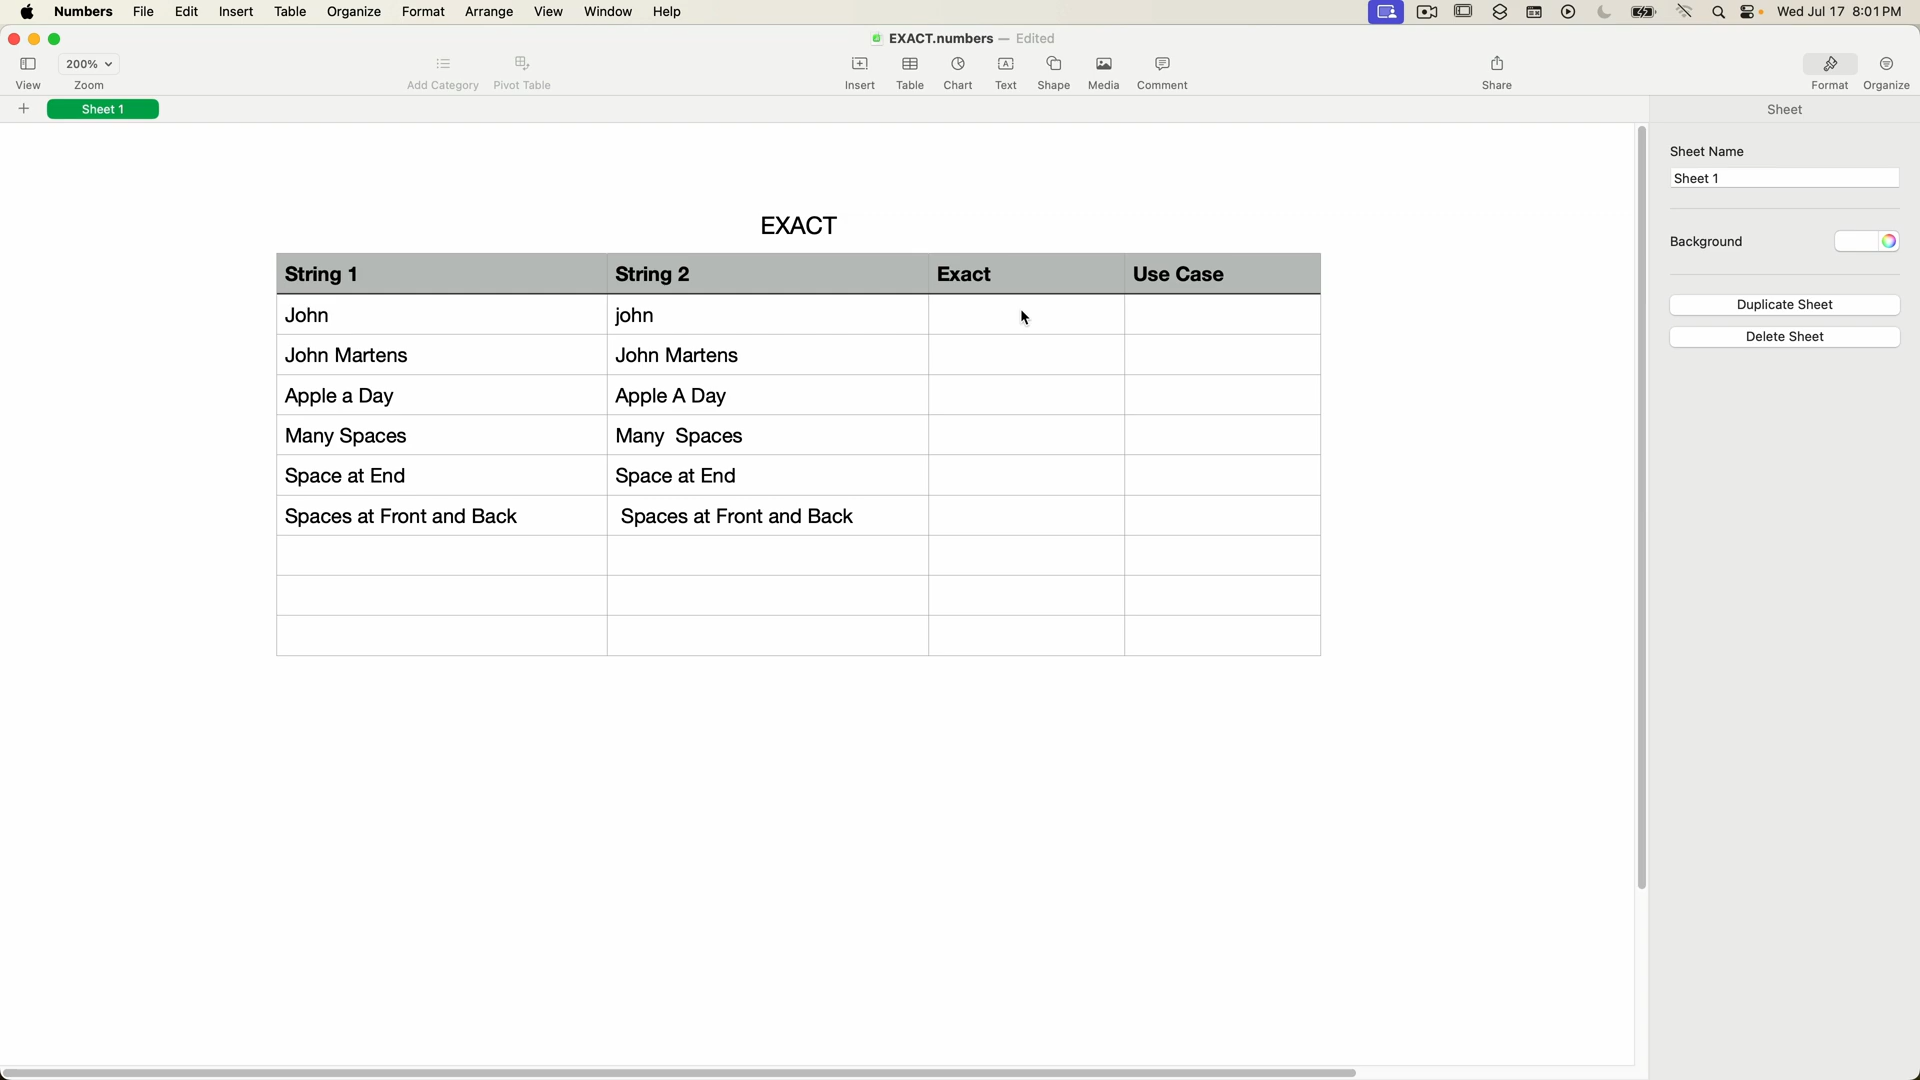 Numbers File Edit Insert Table Organize Format Arrange View Window Help Wed Jul 17 8:01 PM
EXACT.numbers — Edited
200%
View Zoom Add Category Pivot Table Insert Table Chart Text Shape Media Comment Share Format Organize
Sheet 1
Sheet
Sheet Name
Sheet 1
Background
Duplicate Sheet
Delete Sheet
EXACT
String 1 String 2 Exact Use Case
John john
John Martens John Martens
Apple a Day Apple A Day
Many Spaces Many  Spaces
Space at End Space at End
Spaces at Front and Back  Spaces at Front and Back